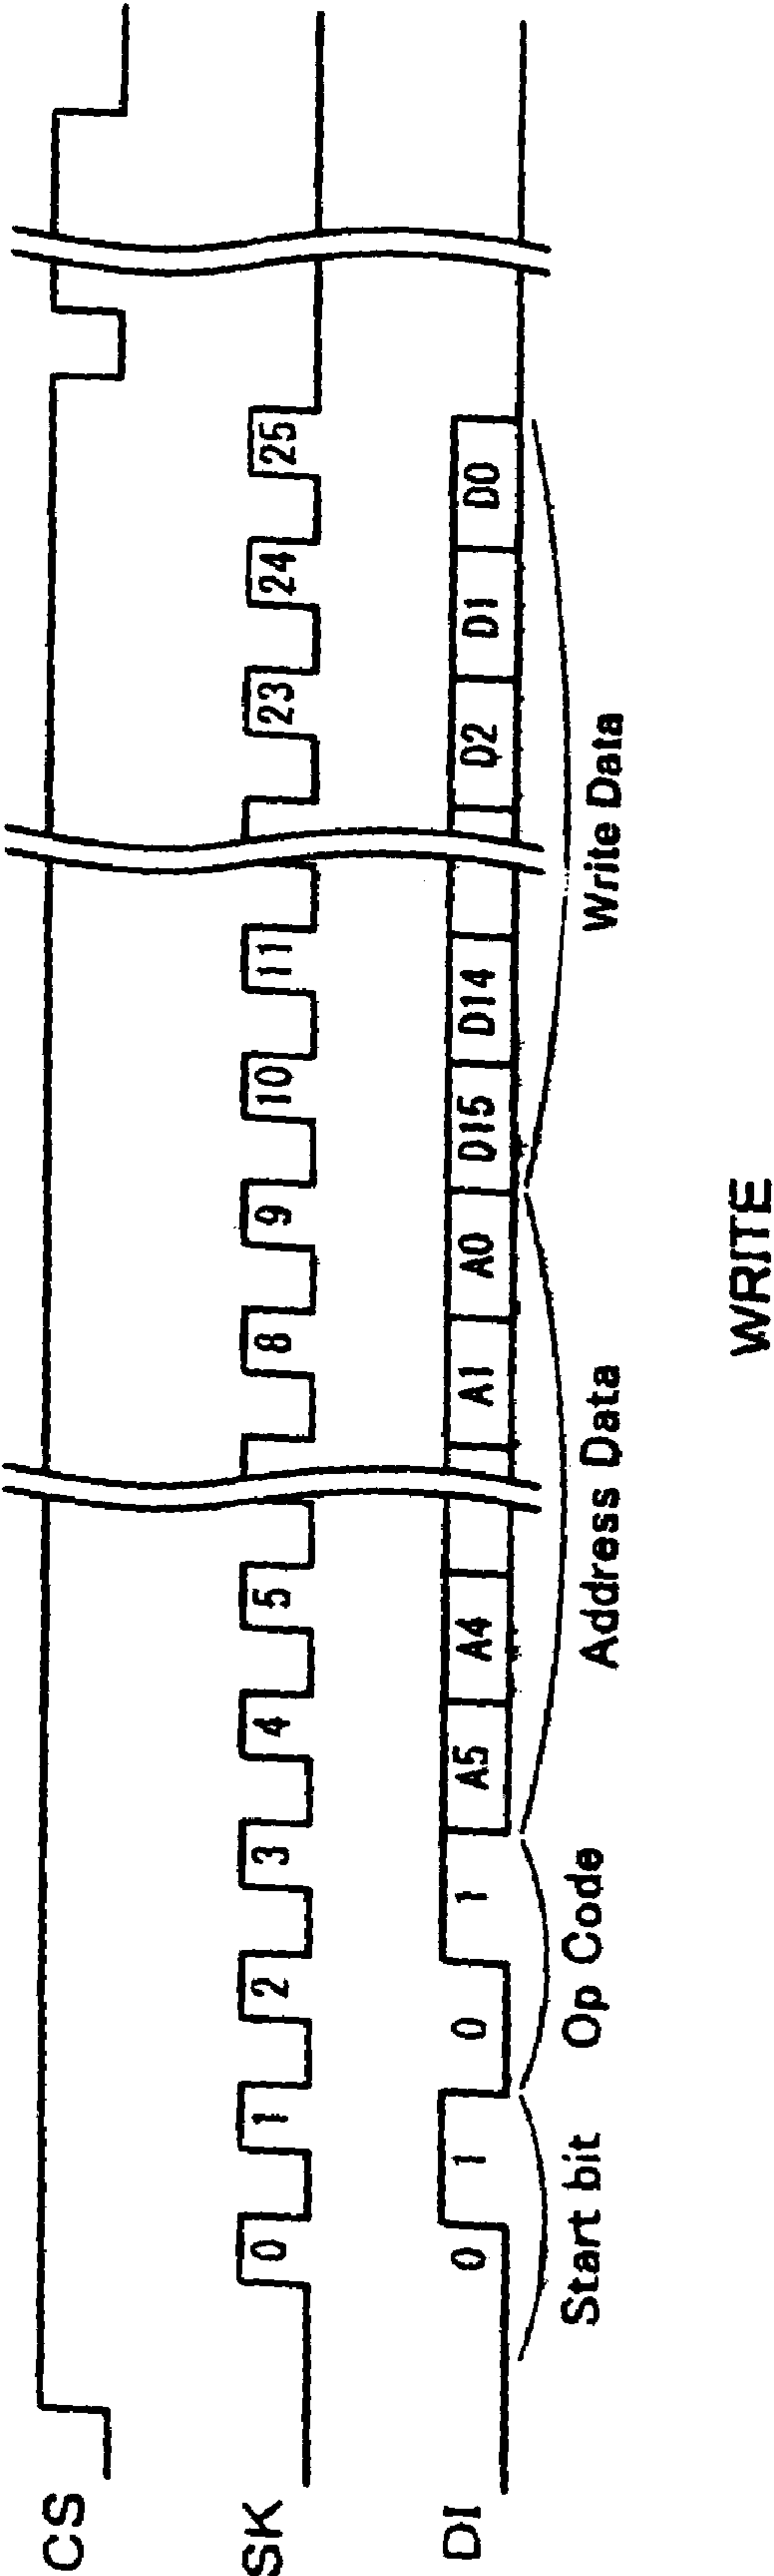 CS
SK 0 1 2 3 4 5 8 9 10 11 23 24 25
DI 0 1 0 1 A5 A4 A1 A0 D15 D14 D2 D1 D0
Start bit Op Code Address Data Write Data
WRITE